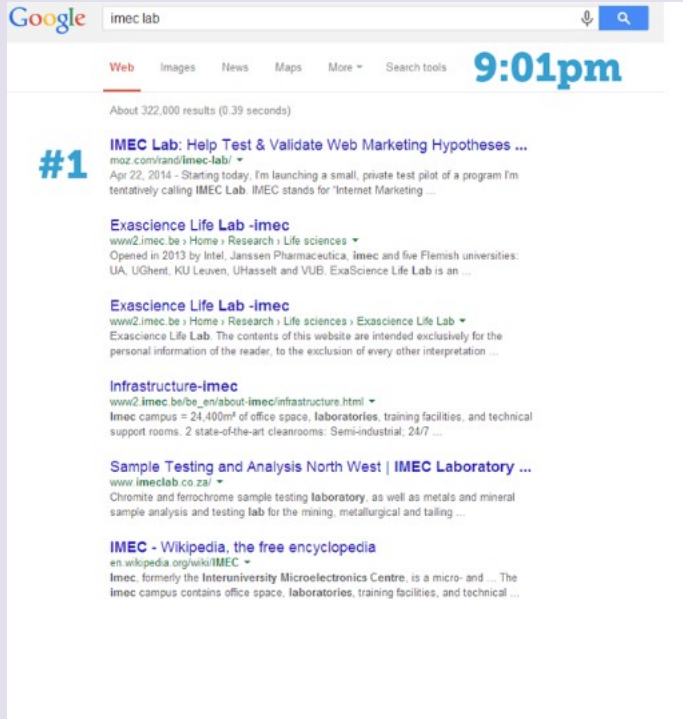 Google imec lab
Web Images News Maps More Search tools 9:01pm
About 322,000 results (0.39 seconds)
#1
IMEC Lab: Help Test & Validate Web Marketing Hypotheses ...
moz.com/rand/imec-lab/
Apr 22, 2014 - Starting today, I'm launching a small, private test pilot of a program I'm
tentatively calling IMEC Lab. IMEC stands for "Internet Marketing ...
Exascience Life Lab -imec
www2.imec.be › Home › Research › Life sciences
Opened in 2013 by Intel, Janssen Pharmaceutica, imec and five Flemish universities:
UA, UGhent, KU Leuven, UHasselt and VUB. ExaScience Life Lab is an ...
Exascience Life Lab -imec
www2.imec.be › Home › Research › Life sciences › Exascience Life Lab
Exascience Life Lab. The contents of this website are intended exclusively for the
personal information of the reader, to the exclusion of every other interpretation ...
Infrastructure-imec
www2.imec.be/be_en/about-imec/infrastructure.html
Imec campus = 24,400m² of office space, laboratories, training facilities, and technical
support rooms. 2 state-of-the-art cleanrooms: Semi-industrial; 24/7 ...
Sample Testing and Analysis North West | IMEC Laboratory ...
www.imeclab.co.za/
Chromite and ferrochrome sample testing laboratory, as well as metals and mineral
sample analysis and testing lab for the mining, metallurgical and tailing ...
IMEC - Wikipedia, the free encyclopedia
en.wikipedia.org/wiki/IMEC
Imec, formerly the Interuniversity Microelectronics Centre, is a micro- and ... The
imec campus contains office space, laboratories, training facilities, and technical ...